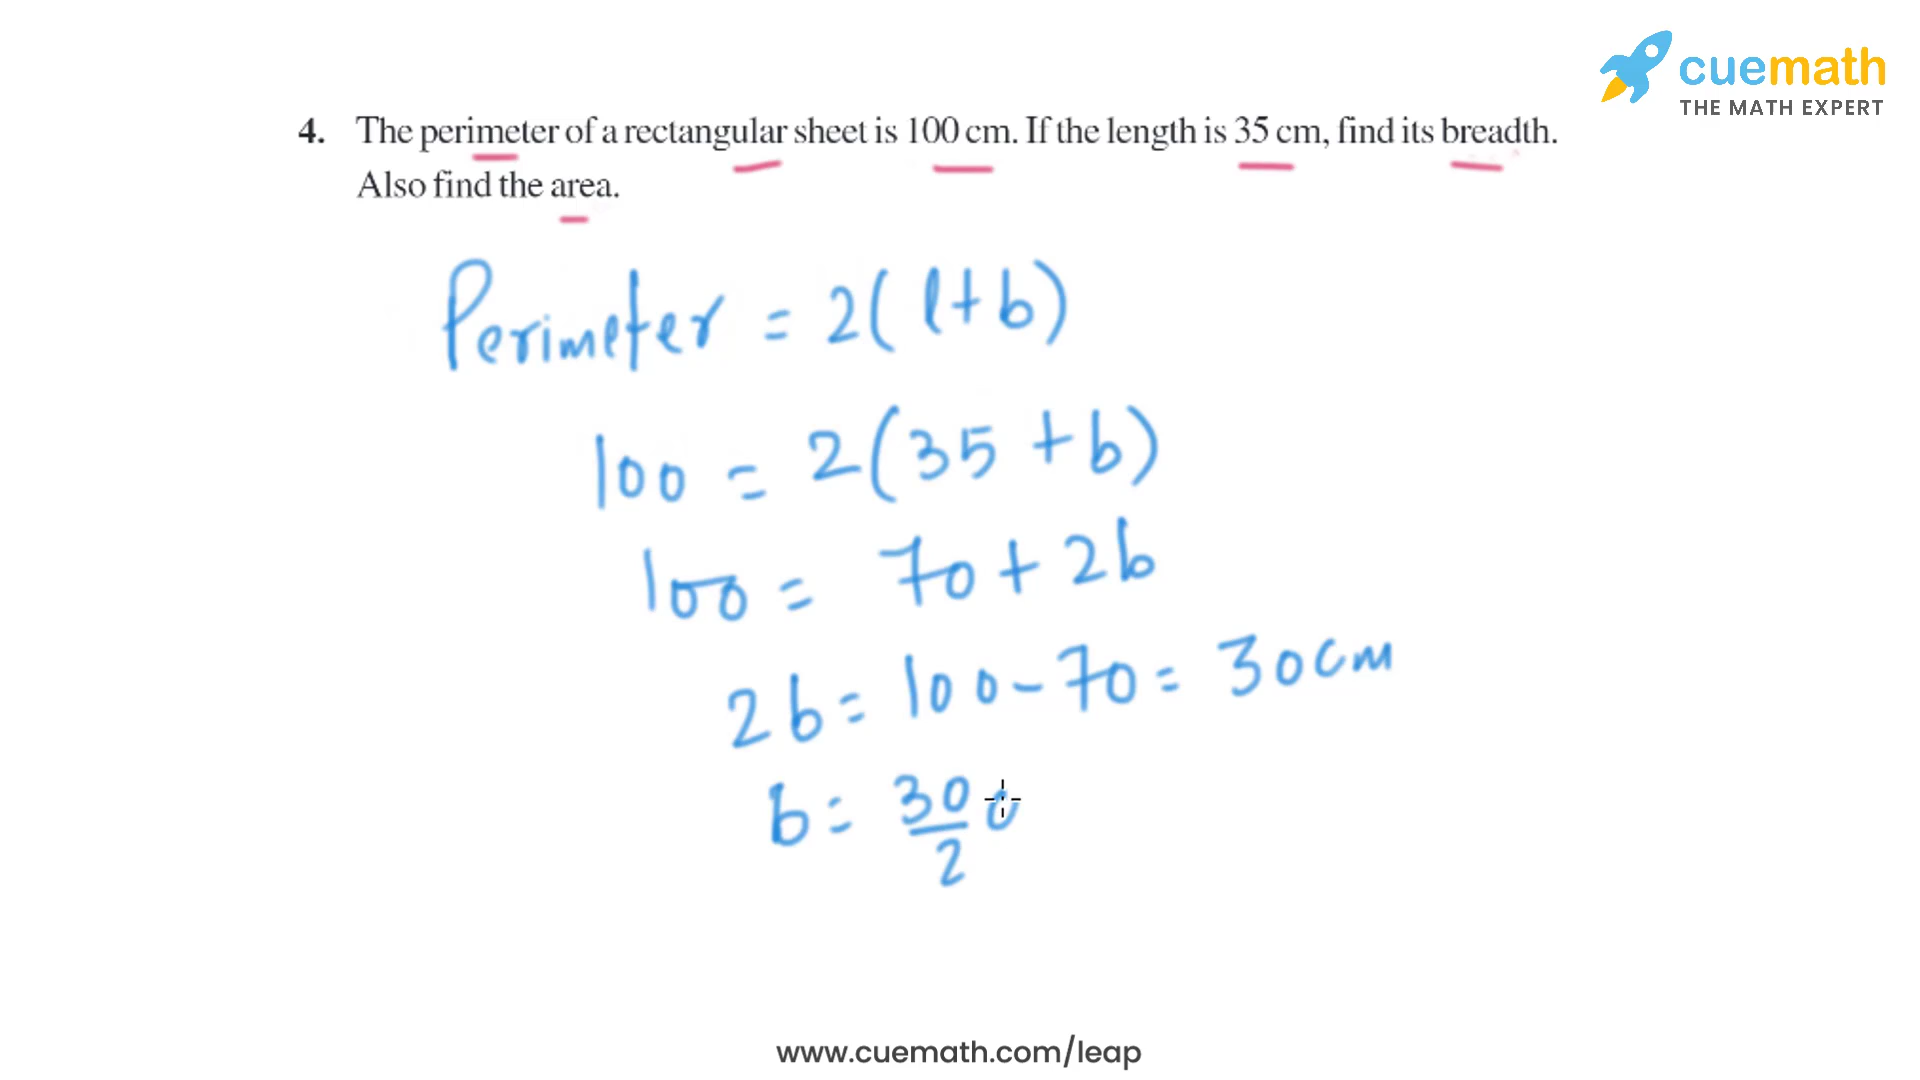 cuemath
THE MATH EXPERT
4. The perimeter of a rectangular sheet is 100 cm. If the length is 35 cm, find its breadth.
Also find the area.
Perimeter = 2(l+b)
100 = 2(35 + b)
100 = 70 + 2b
2b = 100 - 70 = 30cm
b = 30/2 c
www.cuemath.com/leap